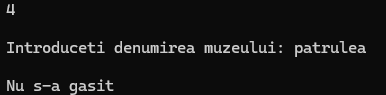 4
Introduceti denumirea muzeului: patrulea
Nu s-a gasit